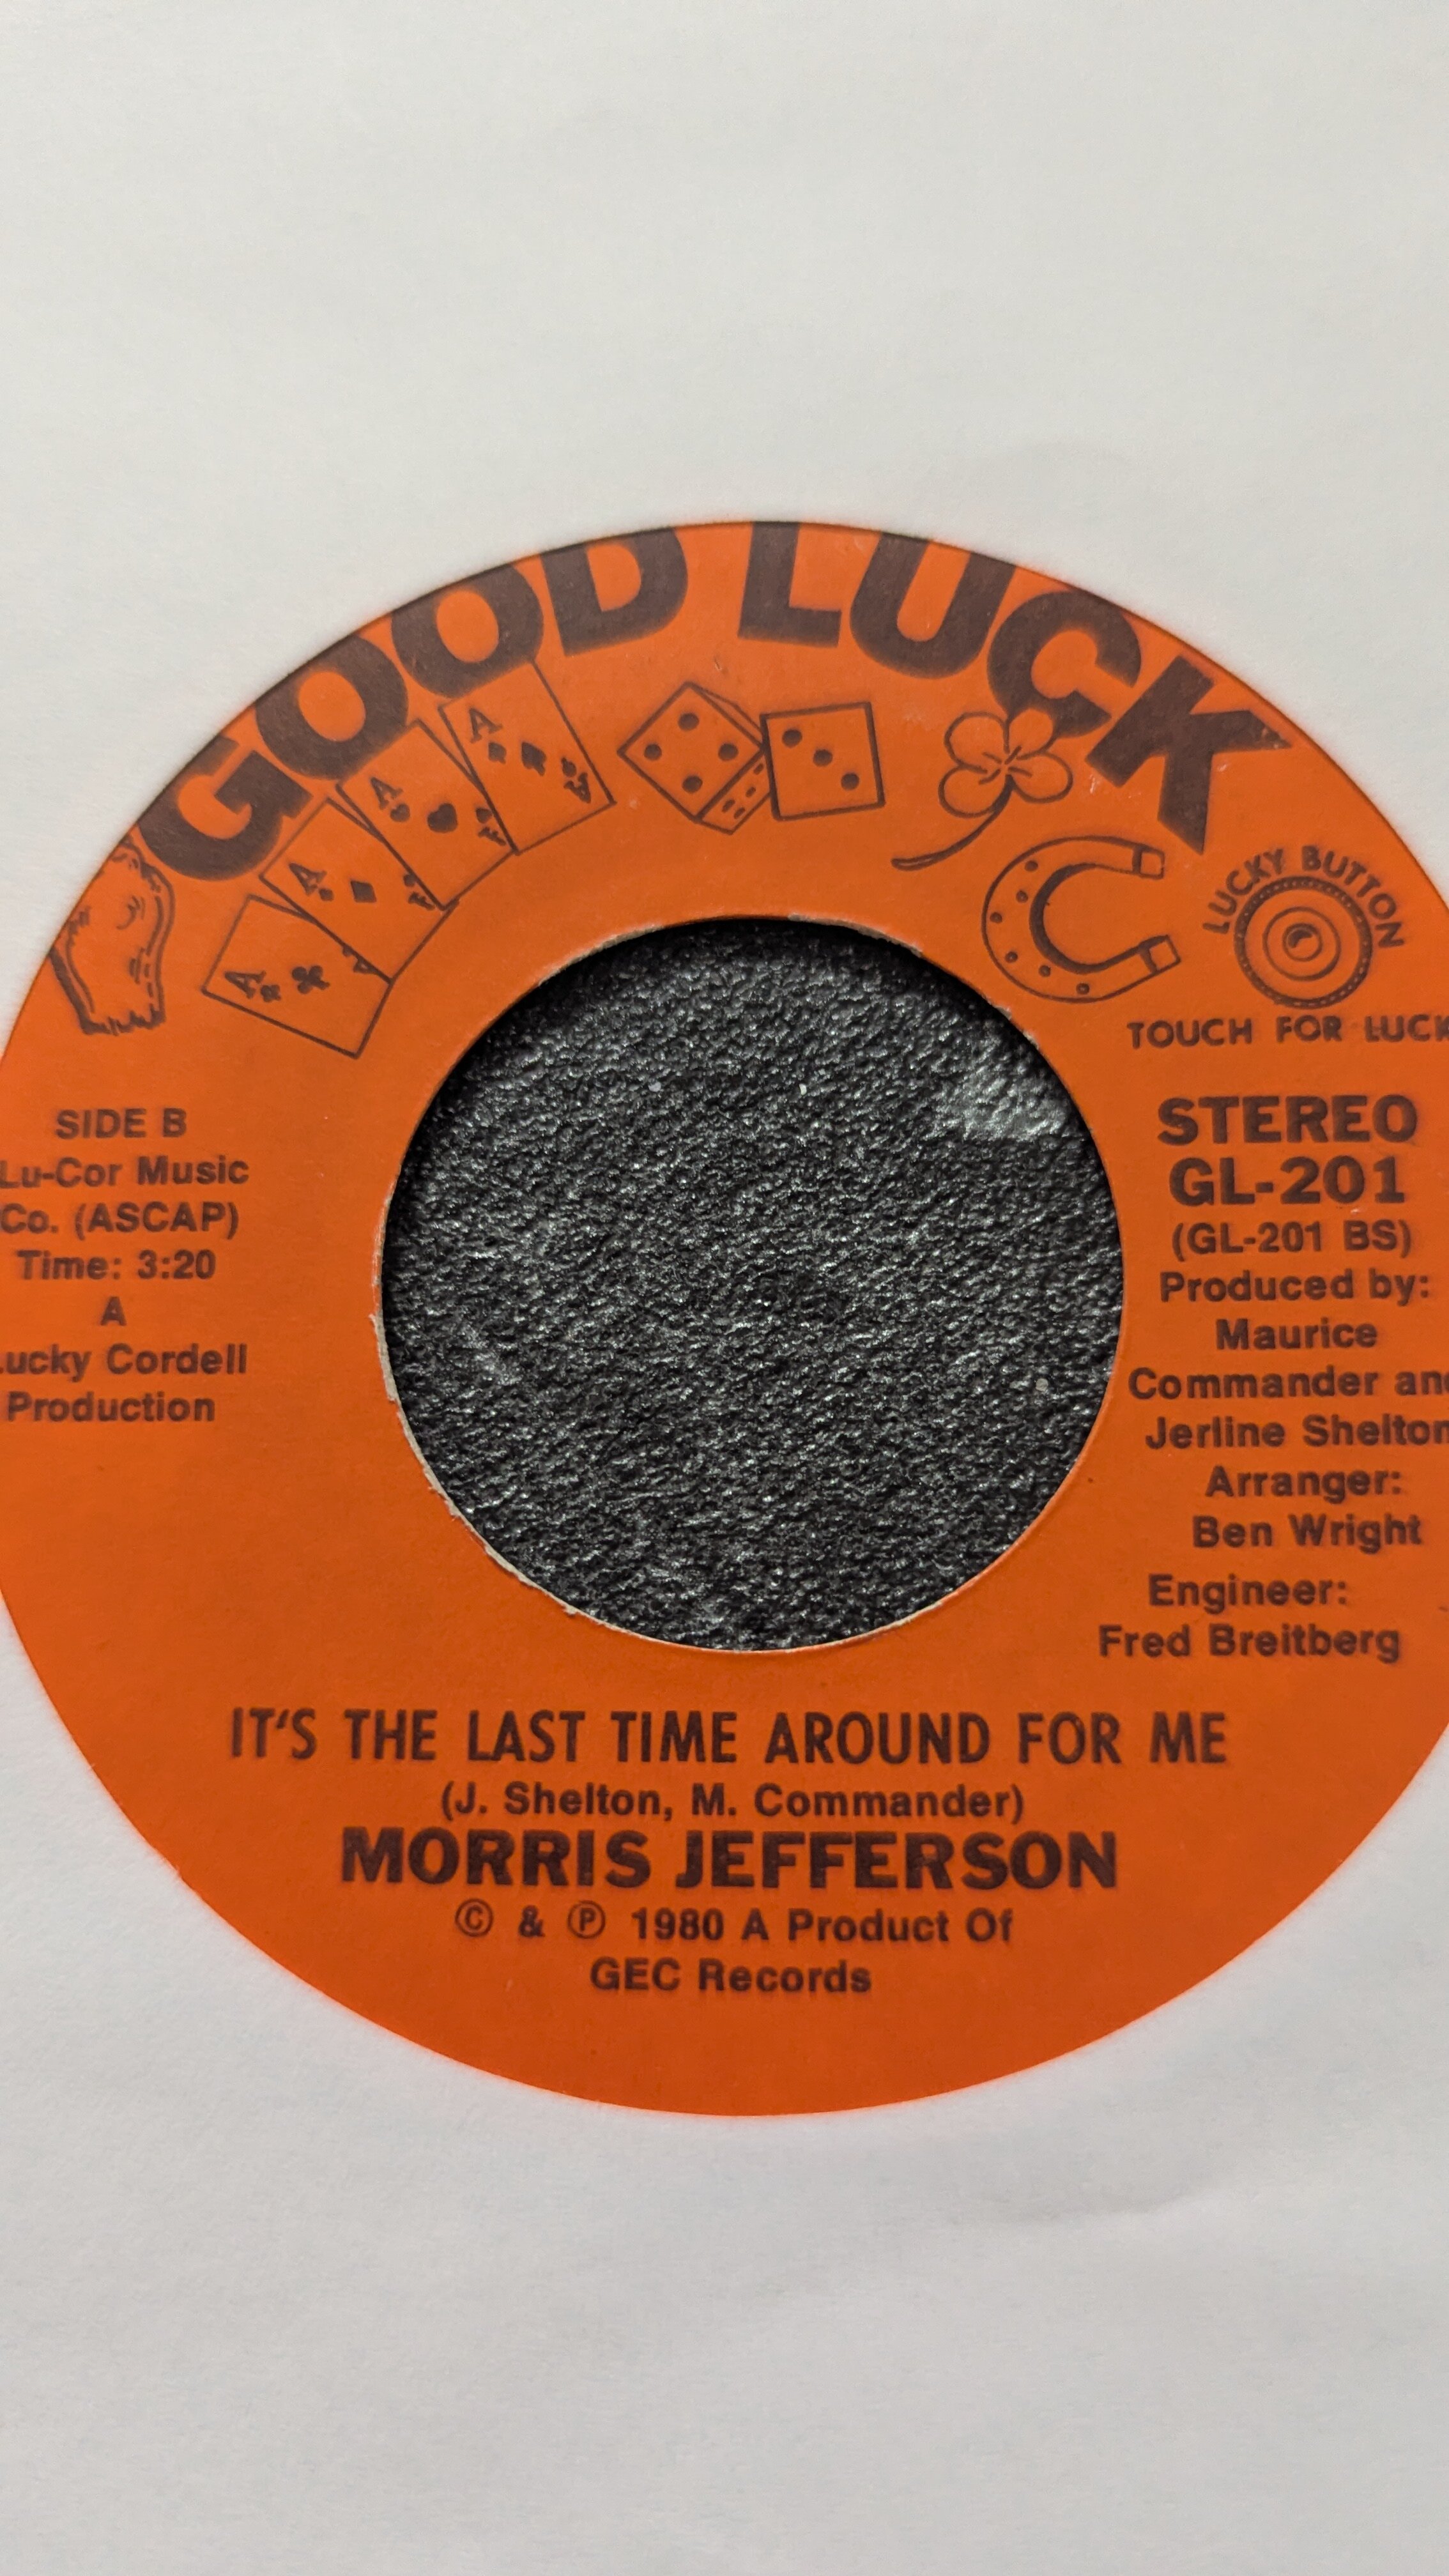 GOOD LUCK
A
A
A
A
A
A
LUCKY BUTTON
TOUCH FOR LUCK
SIDE B
Lu-Cor Music
Co. (ASCAP)
Time: 3:20
A
Lucky Cordell
Production
STEREO
GL-201
(GL-201 BS)
Produced by:
Maurice
Commander and
Jerline Shelton
Arranger:
Ben Wright
Engineer:
Fred Breitberg
IT'S THE LAST TIME AROUND FOR ME
(J. Shelton, M. Commander)
MORRIS JEFFERSON
© & ℗ 1980 A Product Of
GEC Records